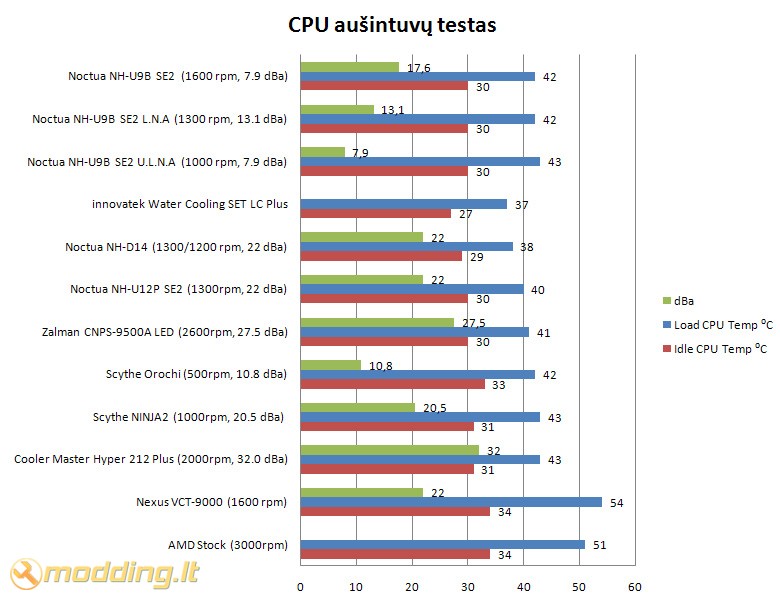 CPU aušintuvų testas
Noctua NH-U9B SE2 (1600 rpm, 7.9 dBa)
17,6
42
30
Noctua NH-U9B SE2 L.N.A (1300 rpm, 13.1 dBa)
13,1
42
30
Noctua NH-U9B SE2 U.L.N.A (1000 rpm, 7.9 dBa)
7,9
43
30
innovatek Water Cooling SET LC Plus
37
27
Noctua NH-D14 (1300/1200 rpm, 22 dBa)
22
38
29
Noctua NH-U12P SE2 (1300rpm, 22 dBa)
22
40
30
Zalman CNPS-9500A LED (2600rpm, 27.5 dBa)
27,5
41
30
Scythe Orochi (500rpm, 10.8 dBa)
10,8
42
33
Scythe NINJA2 (1000rpm, 20.5 dBa)
20,5
43
31
Cooler Master Hyper 212 Plus (2000rpm, 32.0 dBa)
32
43
31
Nexus VCT-9000 (1600 rpm)
22
54
34
AMD Stock (3000rpm)
51
34
0 10 20 30 40 50 60
dBa
Load CPU Temp ⁰C
Idle CPU Temp ⁰C
modding.lt